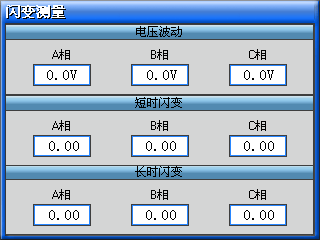 闪变测量
电压波动
A相 B相 C相
0.0V 0.0V 0.0V
短时闪变
A相 B相 C相
0.00 0.00 0.00
长时闪变
A相 B相 C相
0.00 0.00 0.00